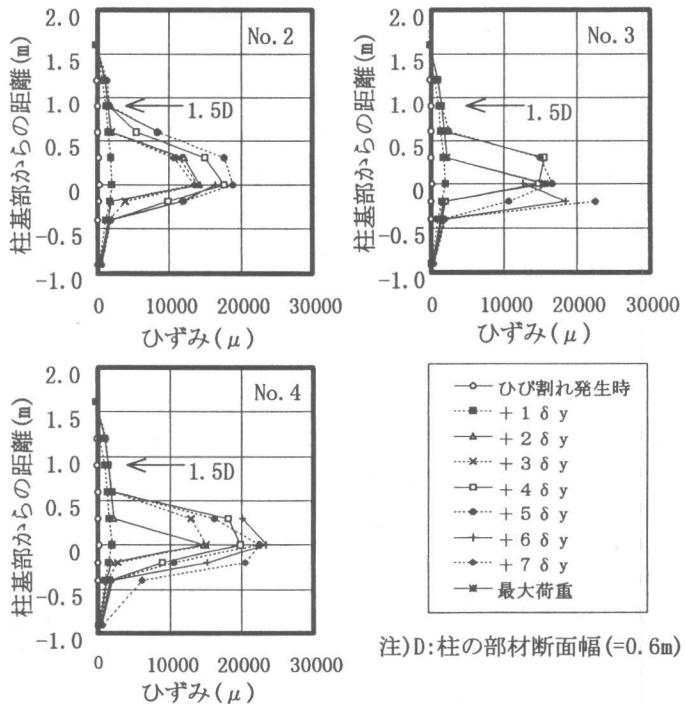 柱基部からの距離(m)
2.0
1.5
1.0
0.5
0
-0.5
-1.0
No.2
1.5D
0 10000 20000 30000
ひずみ(μ)
柱基部からの距離(m)
2.0
1.5
1.0
0.5
0
-0.5
-1.0
No.3
1.5D
0 10000 20000 30000
ひずみ(μ)
柱基部からの距離(m)
2.0
1.5
1.0
0.5
0
-0.5
-1.0
No.4
1.5D
0 10000 20000 30000
ひずみ(μ)
ひび割れ発生時
+1δy
+2δy
+3δy
+4δy
+5δy
+6δy
+7δy
最大荷重
注)D:柱の部材断面幅(=0.6m)